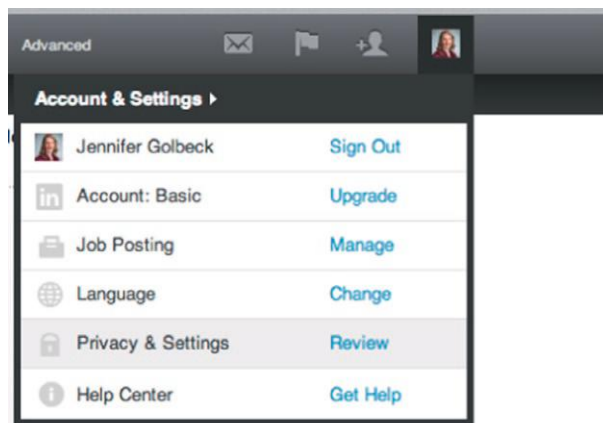 Advanced
Account & Settings ▸
Jennifer Golbeck Sign Out
in Account: Basic Upgrade
Job Posting Manage
Language Change
Privacy & Settings Review
Help Center Get Help